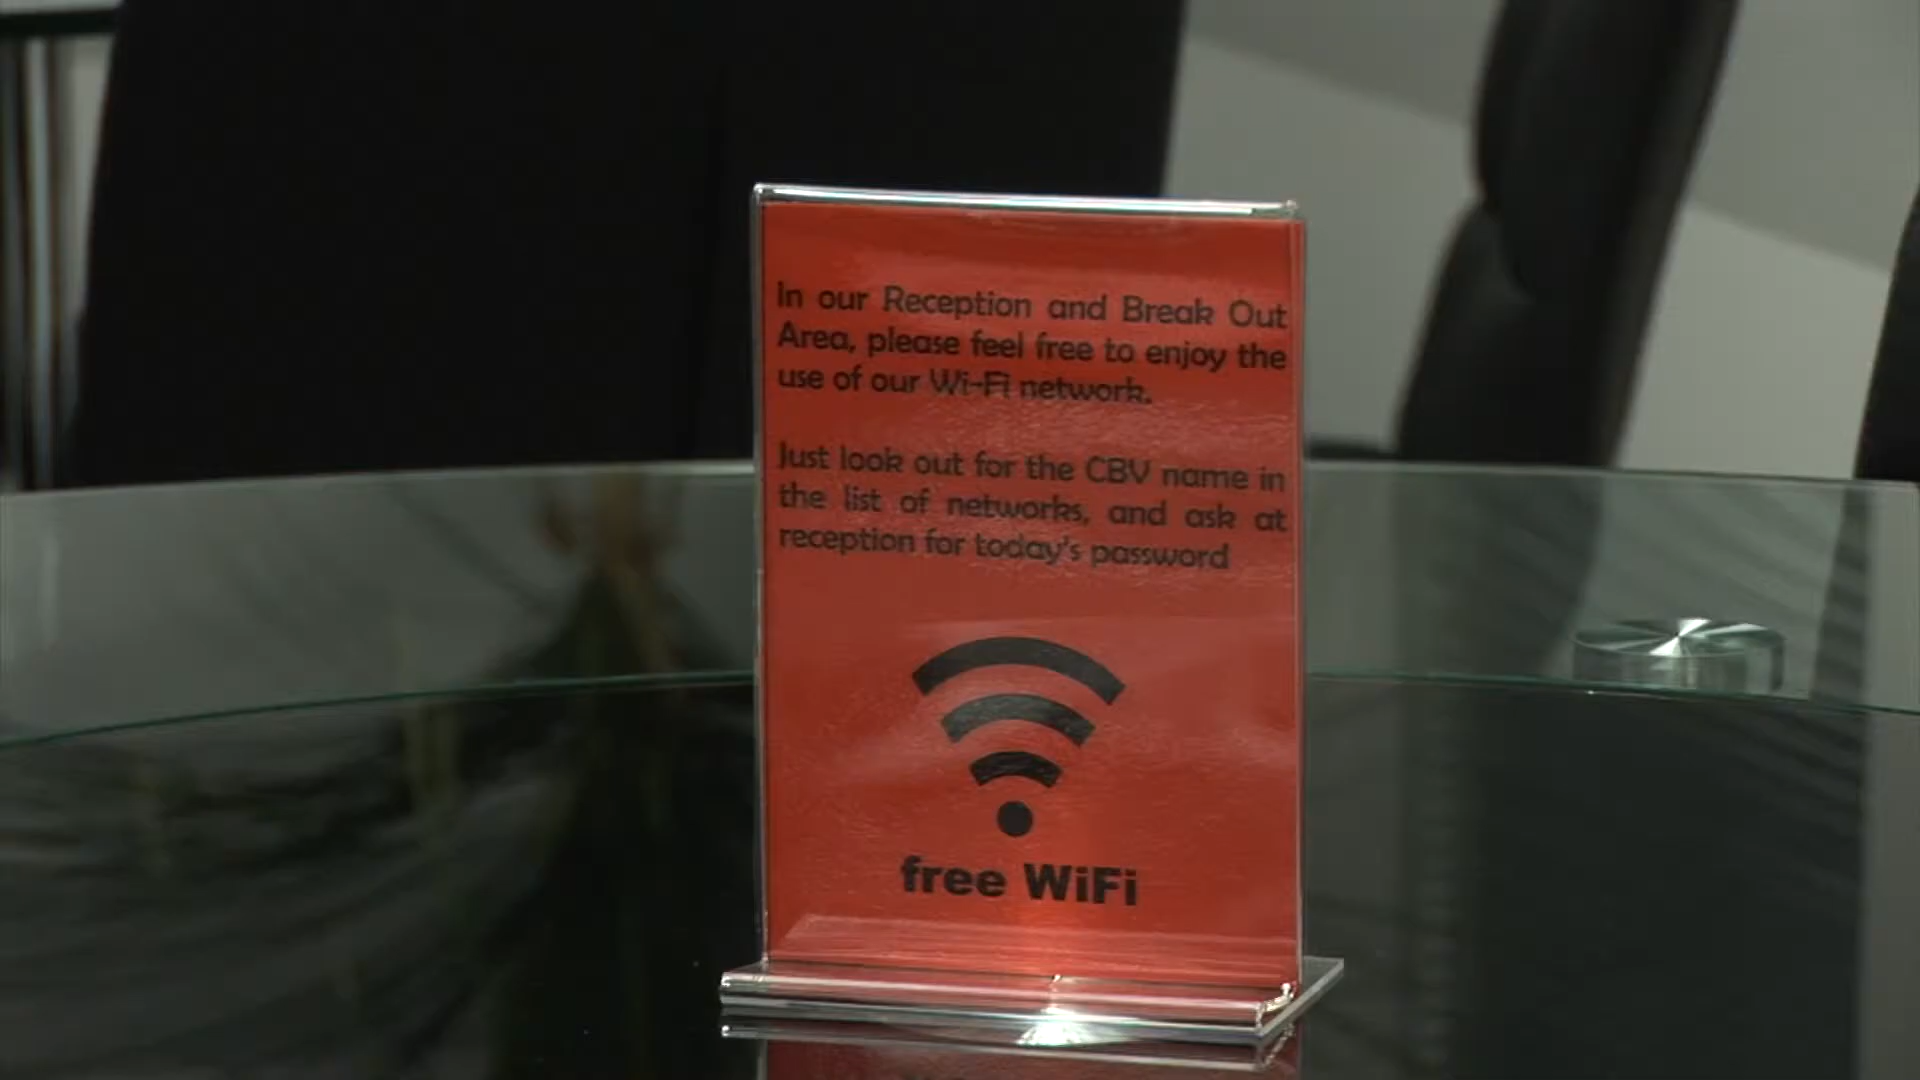 In our Reception and Break Out
Area, please feel free to enjoy the
use of our Wi-Fi network.
Just look out for the CBV name in
the list of networks, and ask at
reception for today's password
free WiFi